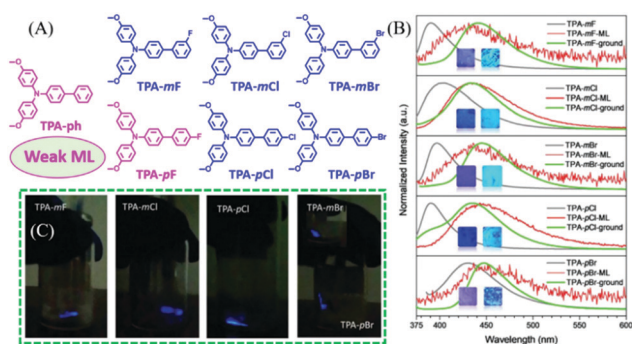 (A)
TPA-ph
Weak ML
F
TPA-mF
Cl
TPA-mCl
Br
TPA-mBr
F
TPA-pF
Cl
TPA-pCl
Br
TPA-pBr
(C)
TPA-mF
TPA-mCl
TPA-pCl
TPA-mBr
TPA-pBr
(B)
Normalized Intensity (a.u.)
TPA-mF
TPA-mF-ML
TPA-mF-ground
TPA-mCl
TPA-mCl-ML
TPA-mCl-ground
TPA-mBr
TPA-mBr-ML
TPA-mBr-ground
TPA-pCl
TPA-pCl-ML
TPA-pCl-ground
TPA-pBr
TPA-pBr-ML
TPA-pBr-ground
375 400 450 500 550 600
Wavelength (nm)